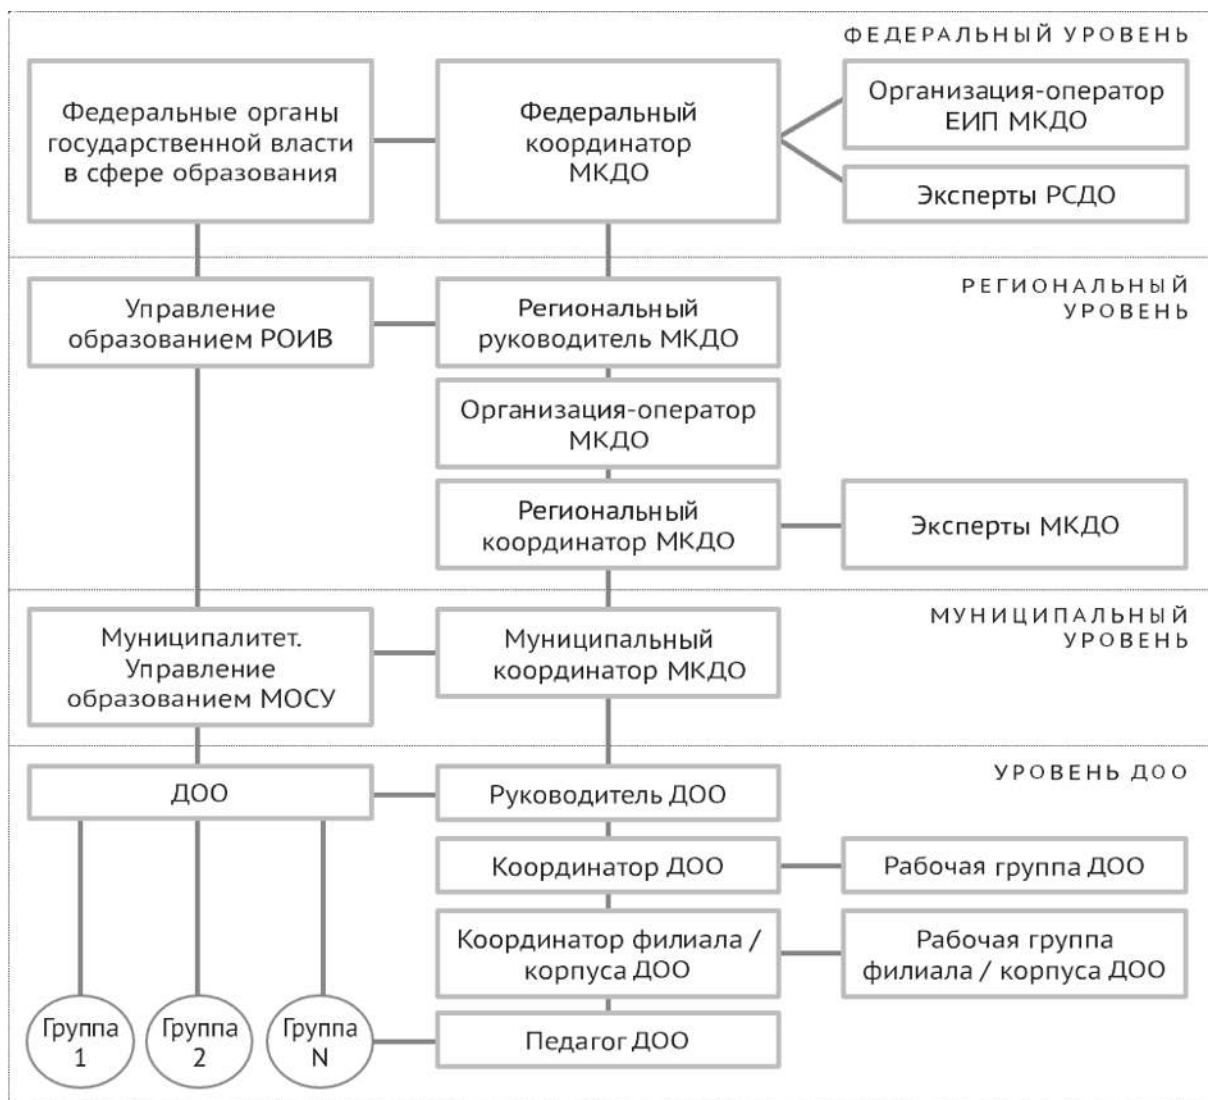 ФЕДЕРАЛЬНЫЙ УРОВЕНЬ
Федеральные органы
государственной власти
в сфере образования
Федеральный
координатор
МКДО
Организация-оператор
ЕИП МКДО
Эксперты РСДО
РЕГИОНАЛЬНЫЙ
УРОВЕНЬ
Управление
образованием РОИВ
Региональный
руководитель МКДО
Организация-оператор
МКДО
Региональный
координатор МКДО
Эксперты МКДО
МУНИЦИПАЛЬНЫЙ
УРОВЕНЬ
Муниципалитет.
Управление
образованием МОСУ
Муниципальный
координатор МКДО
УРОВЕНЬ ДОО
ДОО
Руководитель ДОО
Координатор ДОО
Рабочая группа ДОО
Координатор филиала /
корпуса ДОО
Рабочая группа
филиала / корпуса ДОО
Группа
1
Группа
2
Группа
N
Педагог ДОО